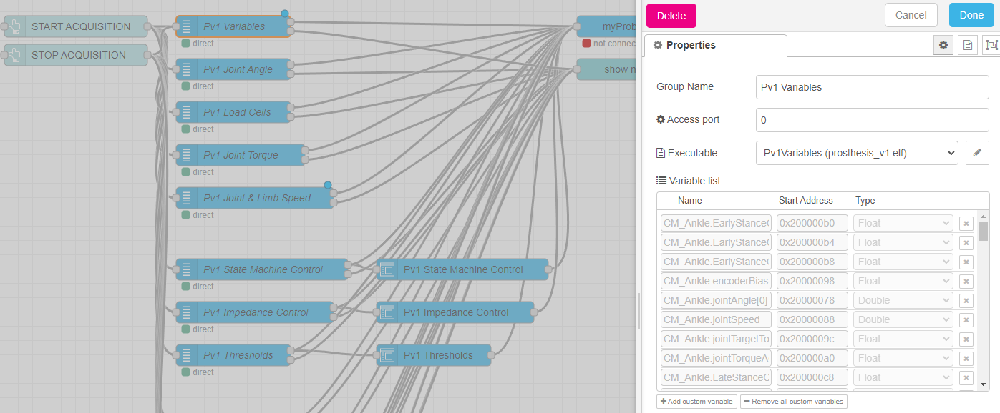 START ACQUISITION
STOP ACQUISITION
Pv1 Variables
direct
Pv1 Joint Angle
direct
Pv1 Load Cells
direct
Pv1 Joint Torque
direct
Pv1 Joint & Limb Speed
direct
Pv1 State Machine Control
direct
Pv1 Impedance Control
direct
Pv1 Thresholds
direct
Pv1 State Machine Control
Pv1 Impedance Control
Pv1 Thresholds
myProb
not connec
show n
Delete
Cancel
Done
Properties
Group Name
Pv1 Variables
Access port
0
Executable
Pv1Variables (prosthesis_v1.elf)
Variable list
Name Start Address Type
CM_Ankle.EarlyStanceC 0x200000b0 Float
CM_Ankle.EarlyStanceC 0x200000b4 Float
CM_Ankle.EarlyStanceC 0x200000b8 Float
CM_Ankle.encoderBias 0x20000098 Float
CM_Ankle.jointAngle[0] 0x20000078 Double
CM_Ankle.jointSpeed 0x20000088 Double
CM_Ankle.jointTargetTo 0x2000009c Float
CM_Ankle.jointTorqueA 0x200000a0 Float
CM_Ankle.LateStanceC 0x200000c8 Float
Add custom variable
Remove all custom variables